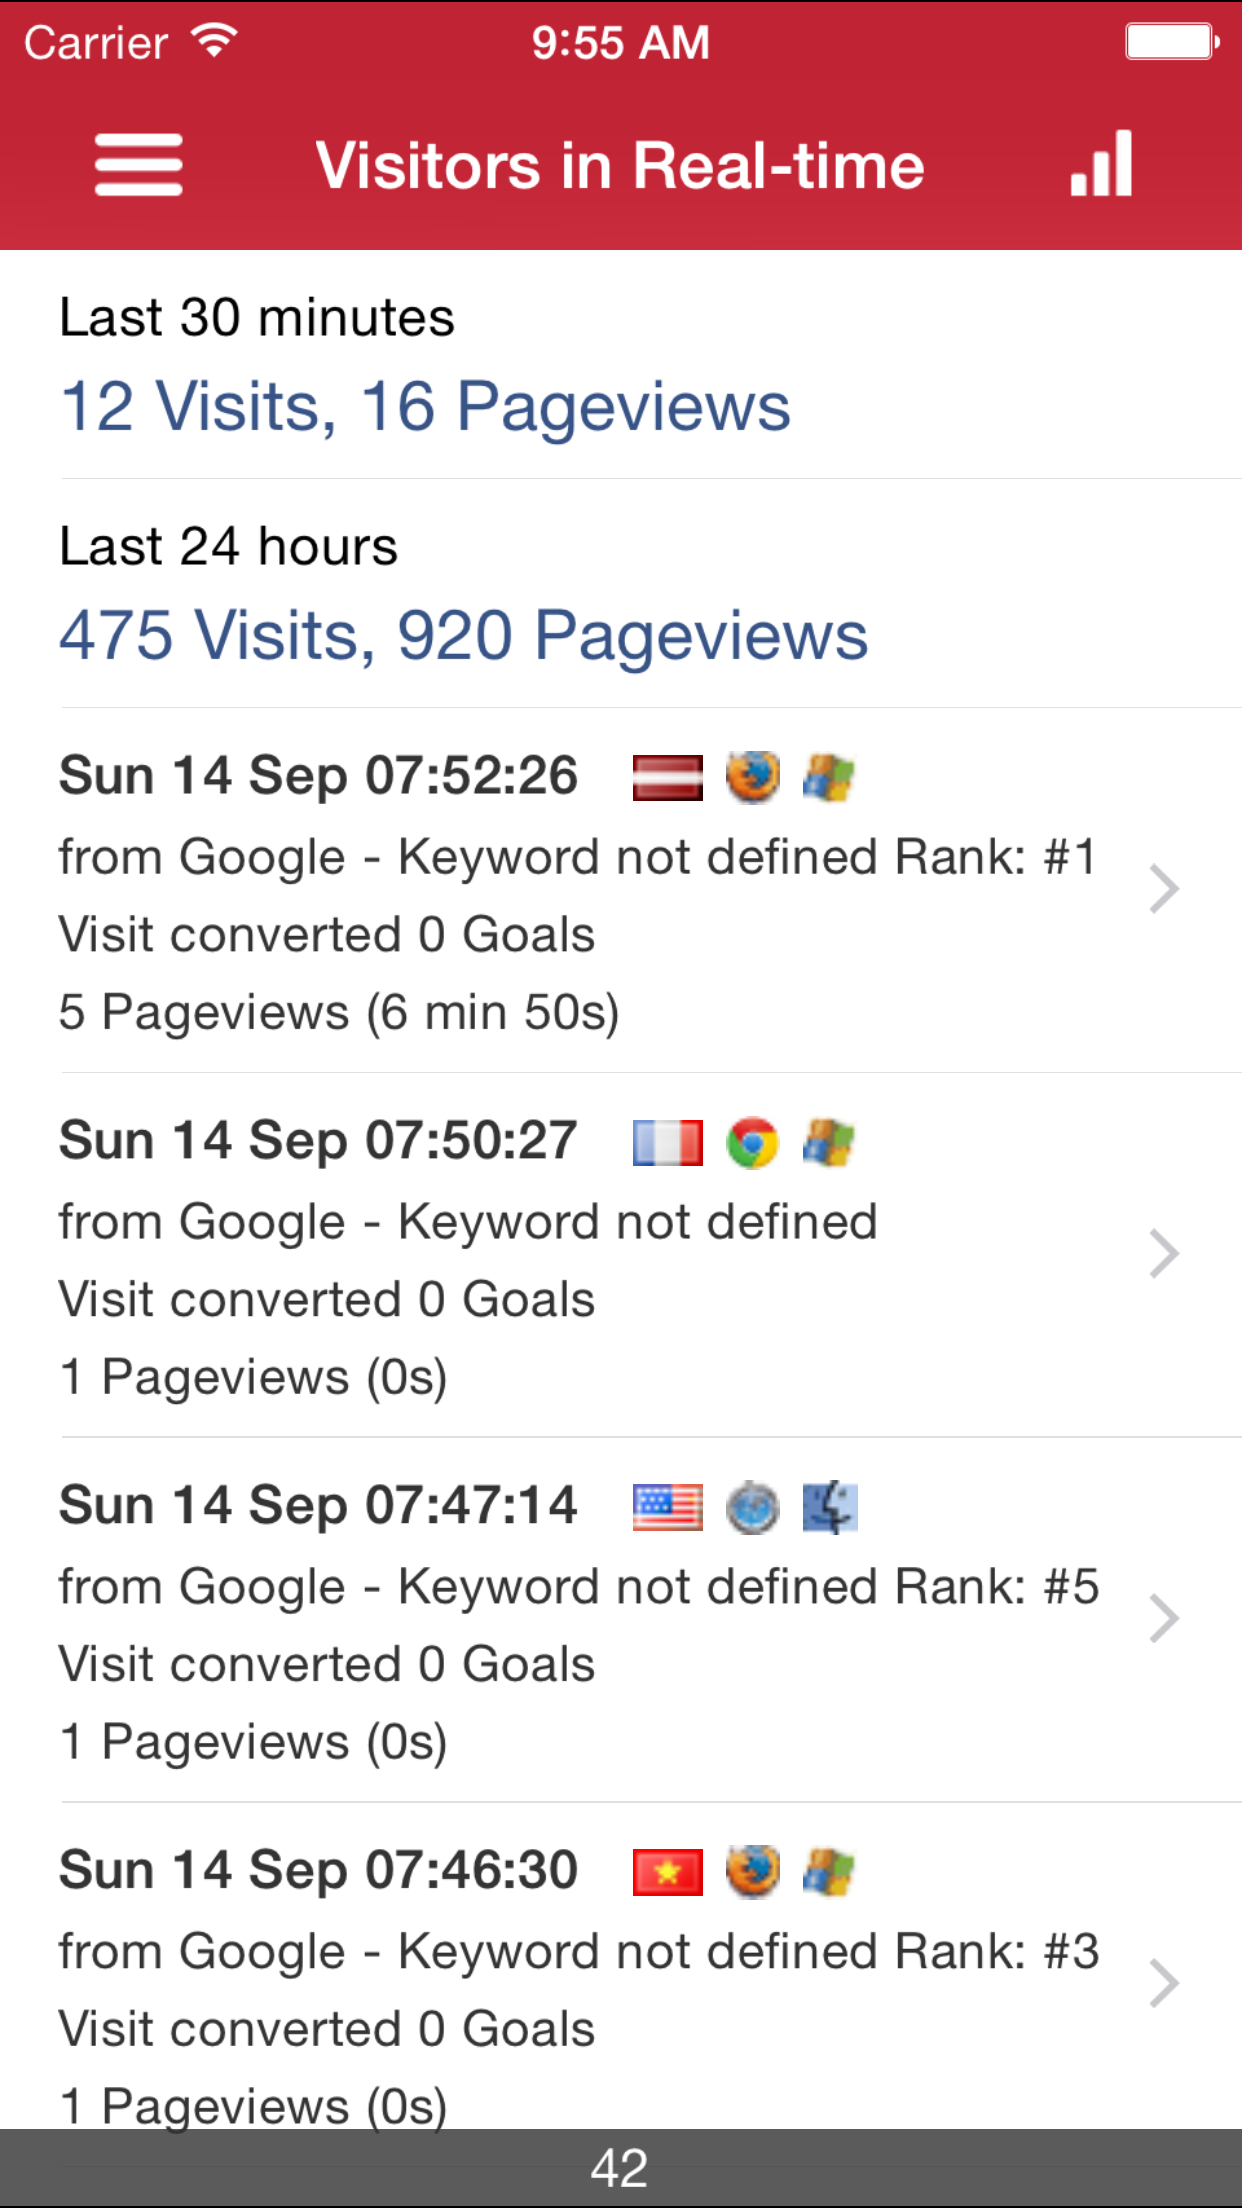 Carrier 9:55 AM
Visitors in Real-time
Last 30 minutes
12 Visits, 16 Pageviews
Last 24 hours
475 Visits, 920 Pageviews
Sun 14 Sep 07:52:26
from Google - Keyword not defined Rank: #1
Visit converted 0 Goals
5 Pageviews (6 min 50s)
Sun 14 Sep 07:50:27
from Google - Keyword not defined
Visit converted 0 Goals
1 Pageviews (0s)
Sun 14 Sep 07:47:14
from Google - Keyword not defined Rank: #5
Visit converted 0 Goals
1 Pageviews (0s)
Sun 14 Sep 07:46:30
from Google - Keyword not defined Rank: #3
Visit converted 0 Goals
1 Pageviews (0s)
42